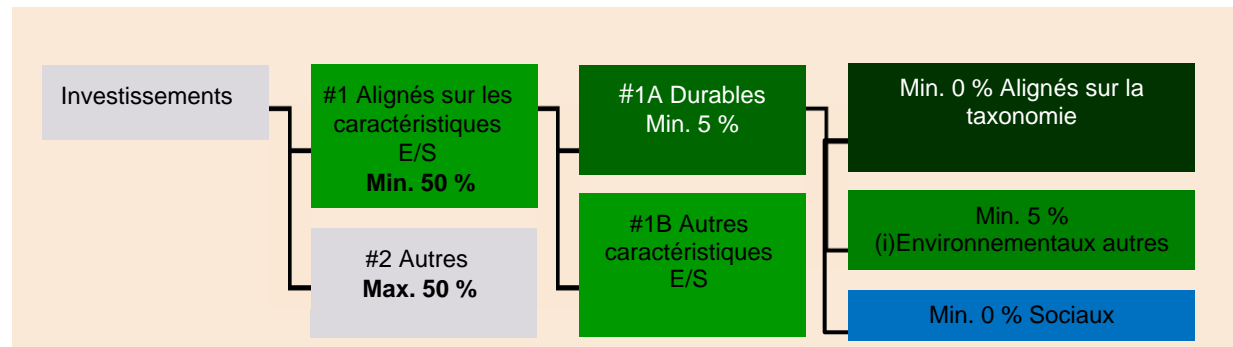 Investissements
#1 Alignés sur les
caractéristiques
E/S
Min. 50 %
#2 Autres
Max. 50 %
#1A Durables
Min. 5 %
#1B Autres
caractéristiques
E/S
Min. 0 % Alignés sur la
taxonomie
Min. 5 %
(i)Environnementaux autres
Min. 0 % Sociaux